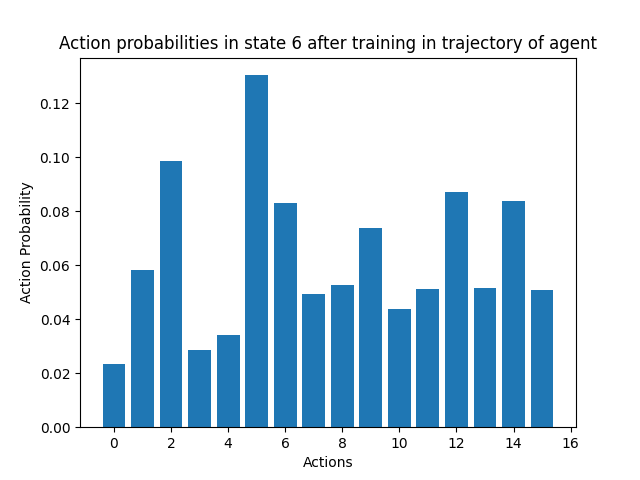 Action probabilities in state 6 after training in trajectory of agent
Action Probability
0.12
0.10
0.08
0.06
0.04
0.02
0.00
0 2 4 6 8 10 12 14 16
Actions